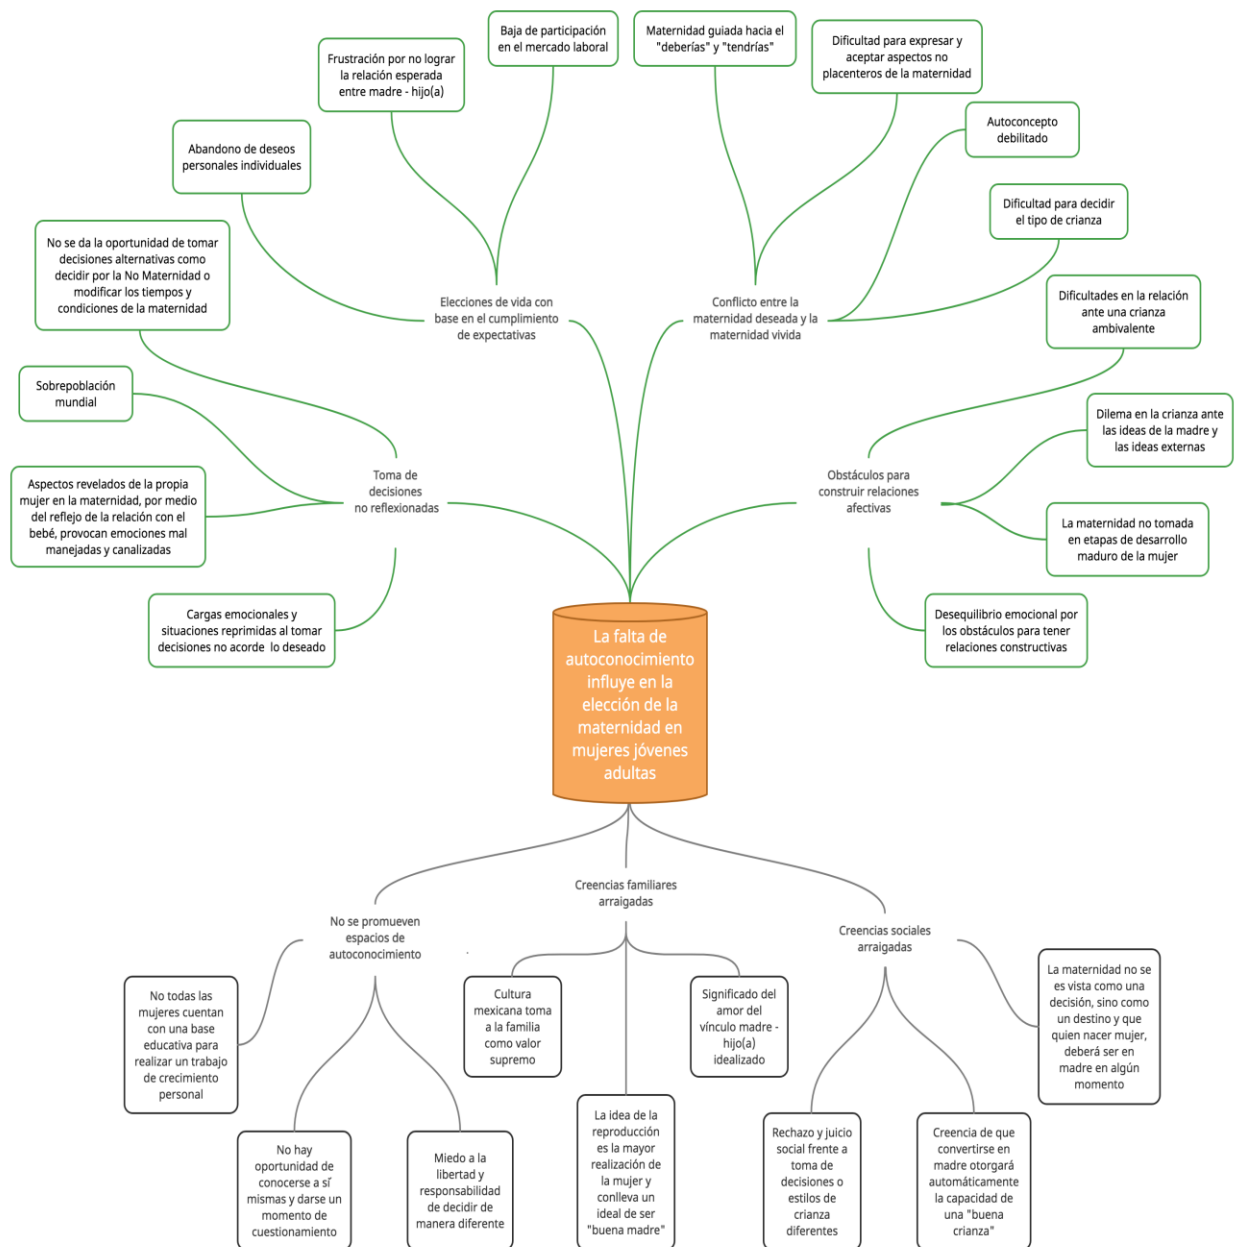 Baja de participación
en el mercado laboral
Maternidad guiada hacia el
"deberías" y "tendrías"
Frustración por no lograr
la relación esperada
entre madre - hijo(a)
Dificultad para expresar y
aceptar aspectos no
placenteros de la maternidad
Abandono de deseos
personales individuales
Autoconcepto
debilitado
No se da la oportunidad de tomar
decisiones alternativas como
decidir por la No Maternidad o
modificar los tiempos y
condiciones de la maternidad
Dificultad para decidir
el tipo de crianza
Elecciones de vida con
base en el cumplimiento
de expectativas
Conflicto entre la
maternidad deseada y la
maternidad vivida
Dificultades en la relación
ante una crianza
ambivalente
Sobrepoblación
mundial
Dilema en la crianza ante
las ideas de la madre y
las ideas externas
Toma de
decisiones
no reflexionadas
Obstáculos para
construir relaciones
afectivas
Aspectos revelados de la propia
mujer en la maternidad, por medio
del reflejo de la relación con el
bebé, provocan emociones mal
manejadas y canalizadas
La maternidad no tomada
en etapas de desarrollo
maduro de la mujer
Cargas emocionales y
situaciones reprimidas al tomar
decisiones no acorde lo deseado
Desequilibrio emocional por
los obstáculos para tener
relaciones constructivas
La falta de
autoconocimiento
influye en la
elección de la
maternidad en
mujeres jóvenes
adultas
Creencias familiares
arraigadas
No se promueven
espacios de
autoconocimiento
Creencias sociales
arraigadas
No todas las
mujeres cuentan
con una base
educativa para
realizar un trabajo
de crecimiento
personal
Cultura
mexicana toma
a la familia
como valor
supremo
Significado del
amor del
vínculo madre -
hijo(a)
idealizado
La maternidad no se
es vista como una
decisión, sino como
un destino y que
quien nacer mujer,
deberá ser en
madre en algún
momento
No hay
oportunidad de
conocerse a sí
mismas y darse un
momento de
cuestionamiento
Miedo a la
libertad y
responsabilidad
de decidir de
manera diferente
La idea de la
reproducción
es la mayor
realización de
la mujer y
conlleva un
ideal de ser
"buena madre"
Rechazo y juicio
social frente a
toma de
decisiones o
estilos de
crianza
diferentes
Creencia de que
convertirse en
madre otorgará
automáticamente
la capacidad de
una "buena
crianza"